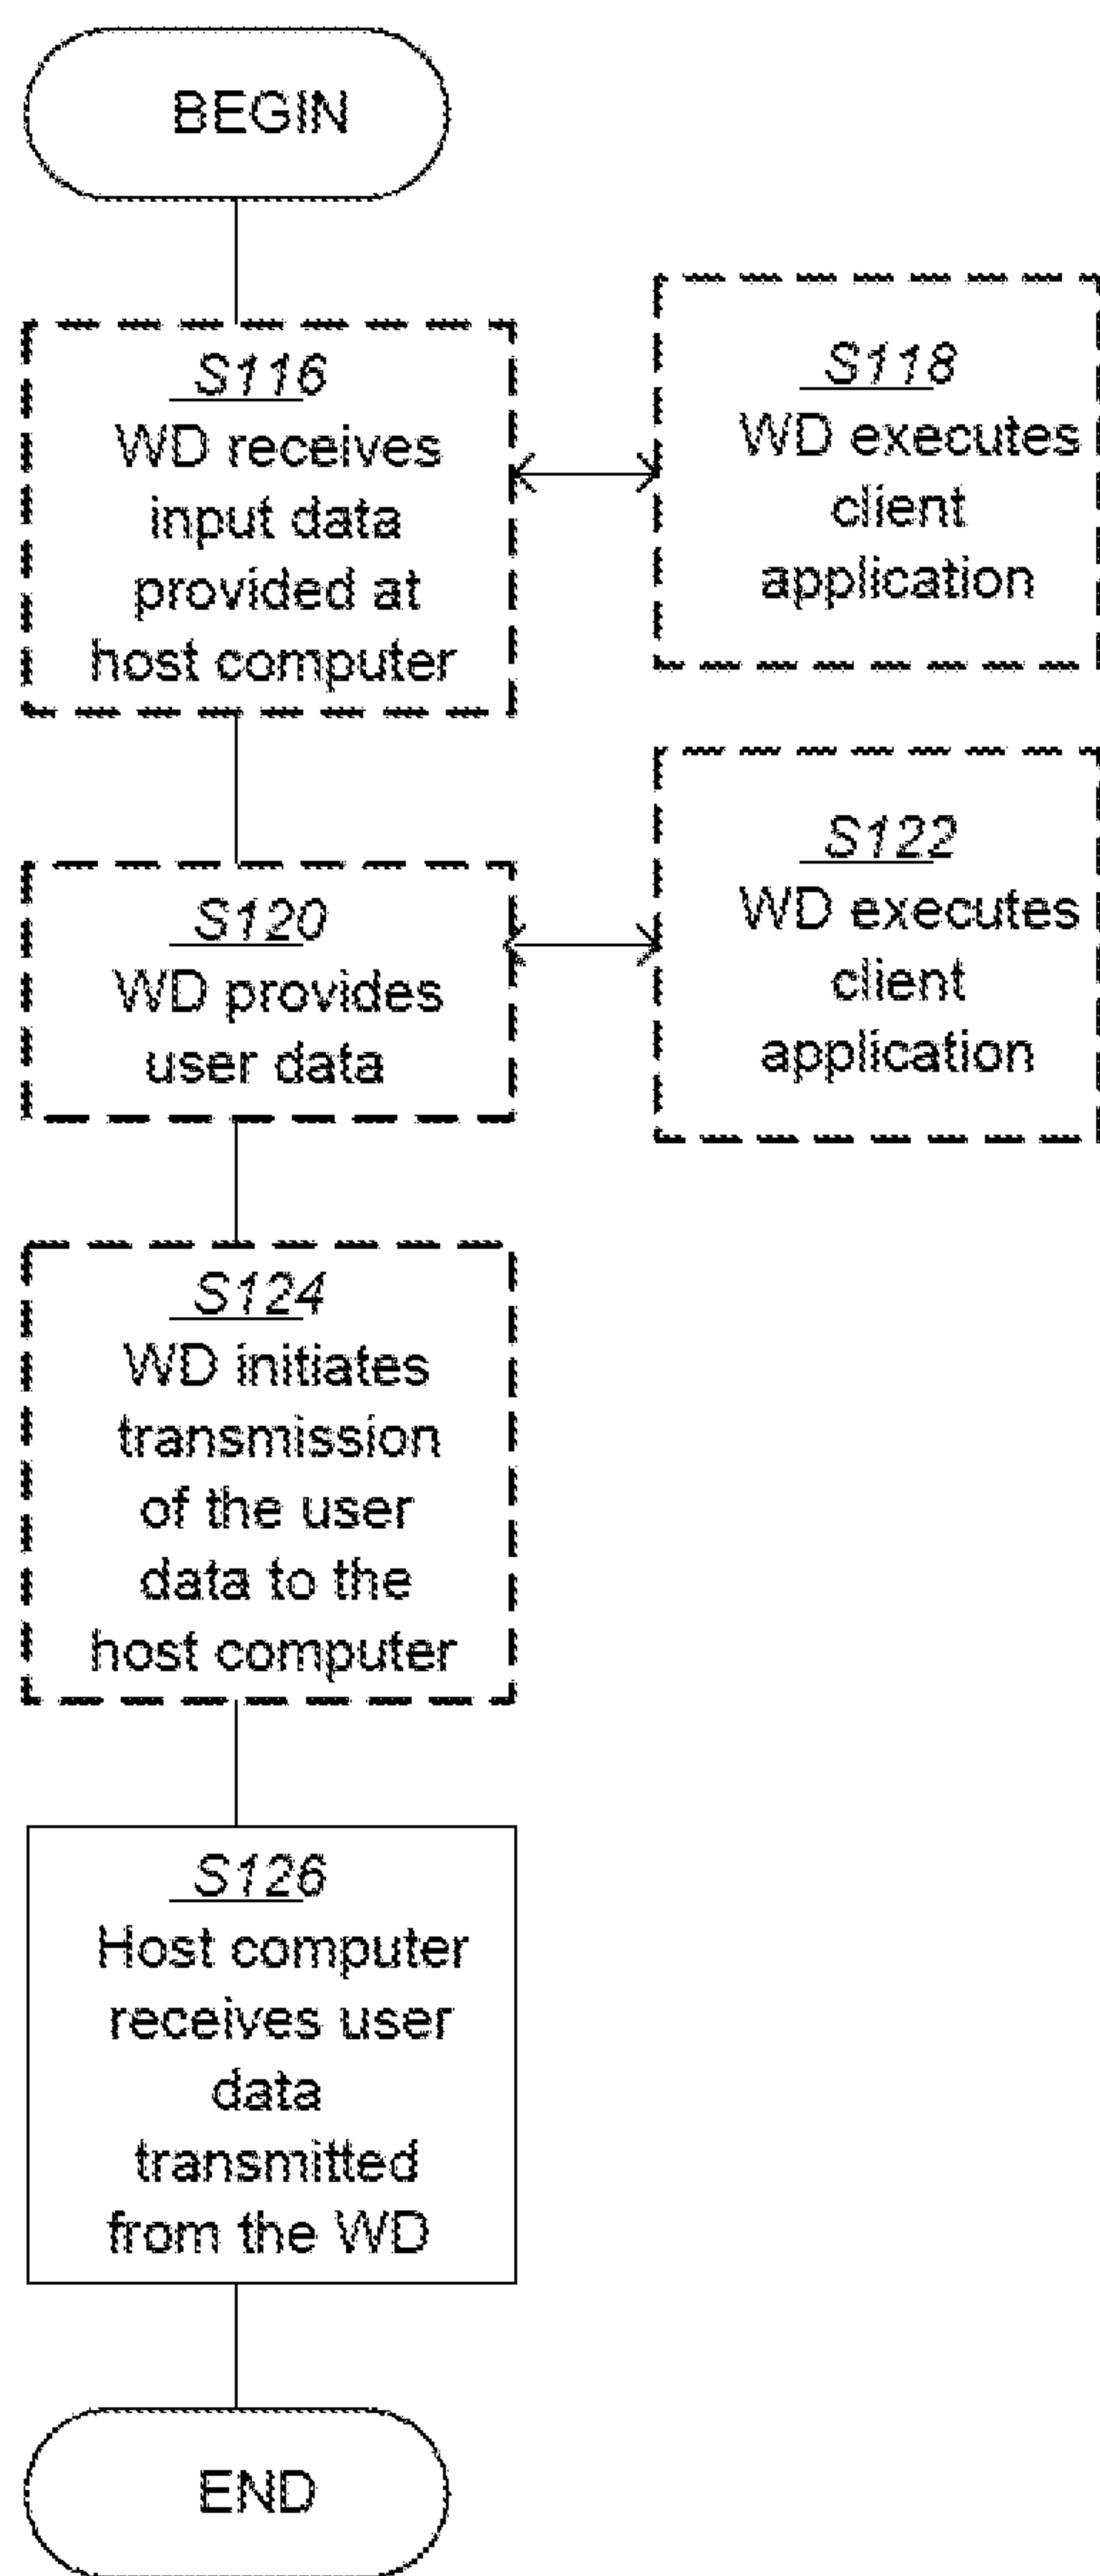 BEGIN
S116
WD receives
input data
provided at
host computer
S118
WD executes
client
application
S120
WD provides
user data
S122
WD executes
client
application
S124
WD initiates
transmission
of the user
data to the
host computer
S126
Host computer
receives user
data
transmitted
from the WD
END